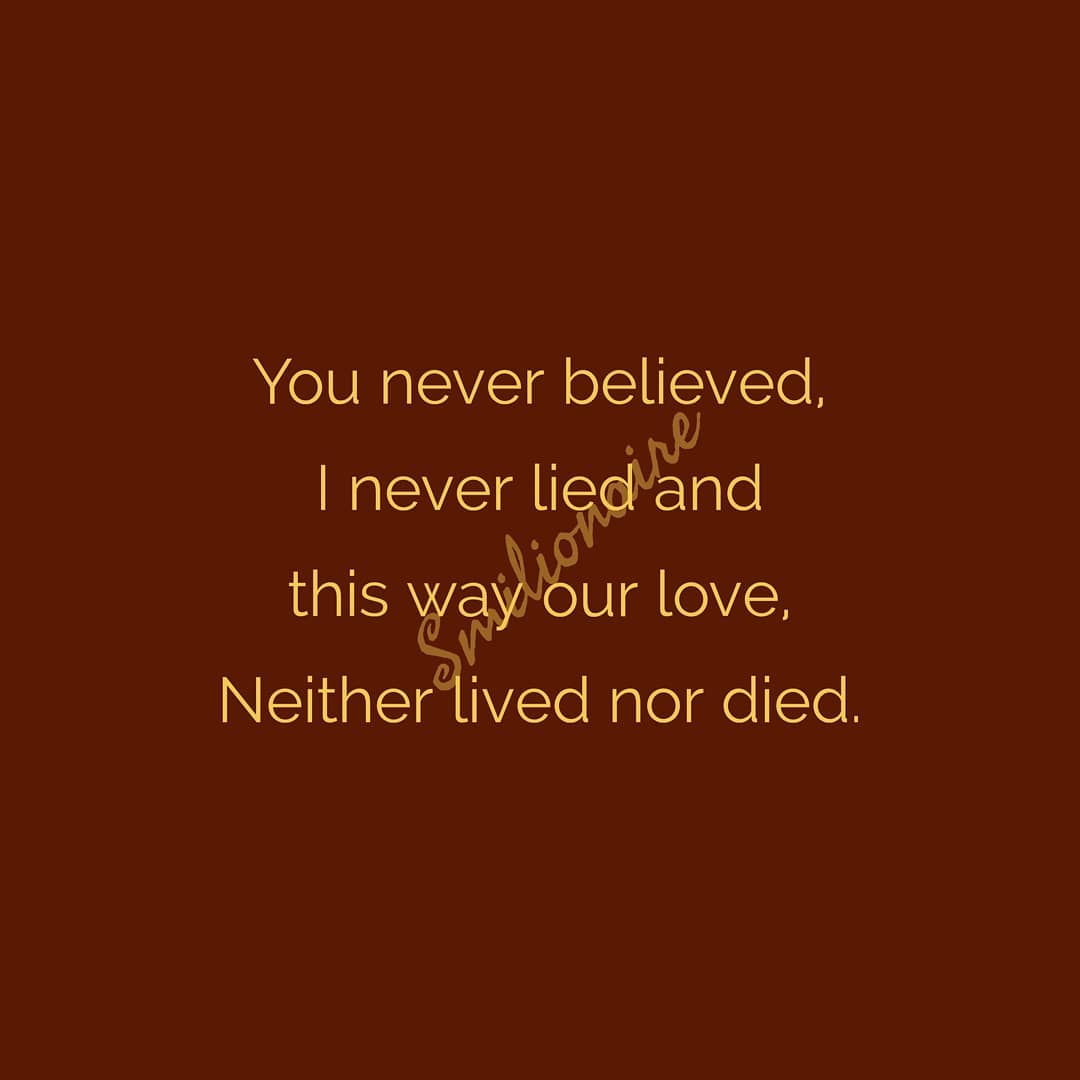 You never believed,
I never lied and
this way our love,
Neither lived nor died.
Smilionaire